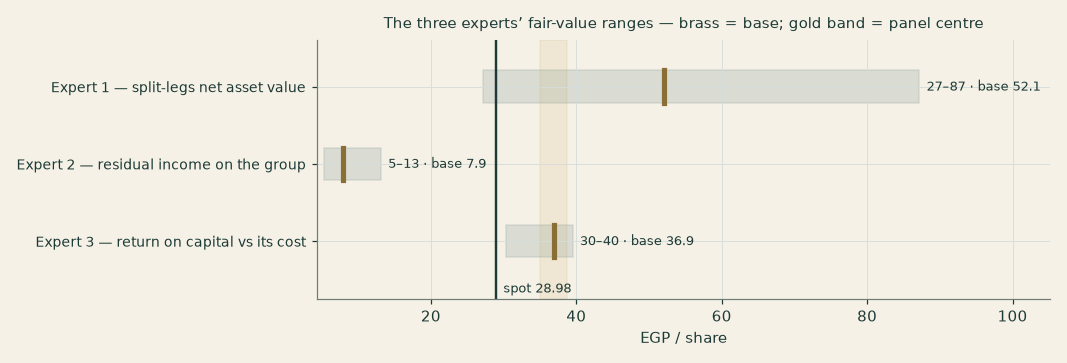 The three experts’ fair-value ranges — brass = base; gold band = panel centre
Expert 1 — split-legs net asset value
27–87 · base 52.1
Expert 2 — residual income on the group
5–13 · base 7.9
Expert 3 — return on capital vs its cost
30–40 · base 36.9
spot 28.98
20 40 60 80 100
EGP / share